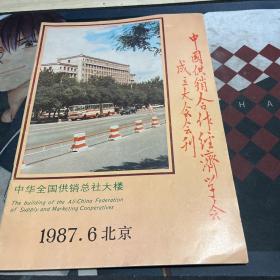 中國供销合作经濟学会
成立大会会刊
中华全国供销总社大楼
The building of the All-China Federation
of Supply and Marketing Cooperatives
1987.6北京